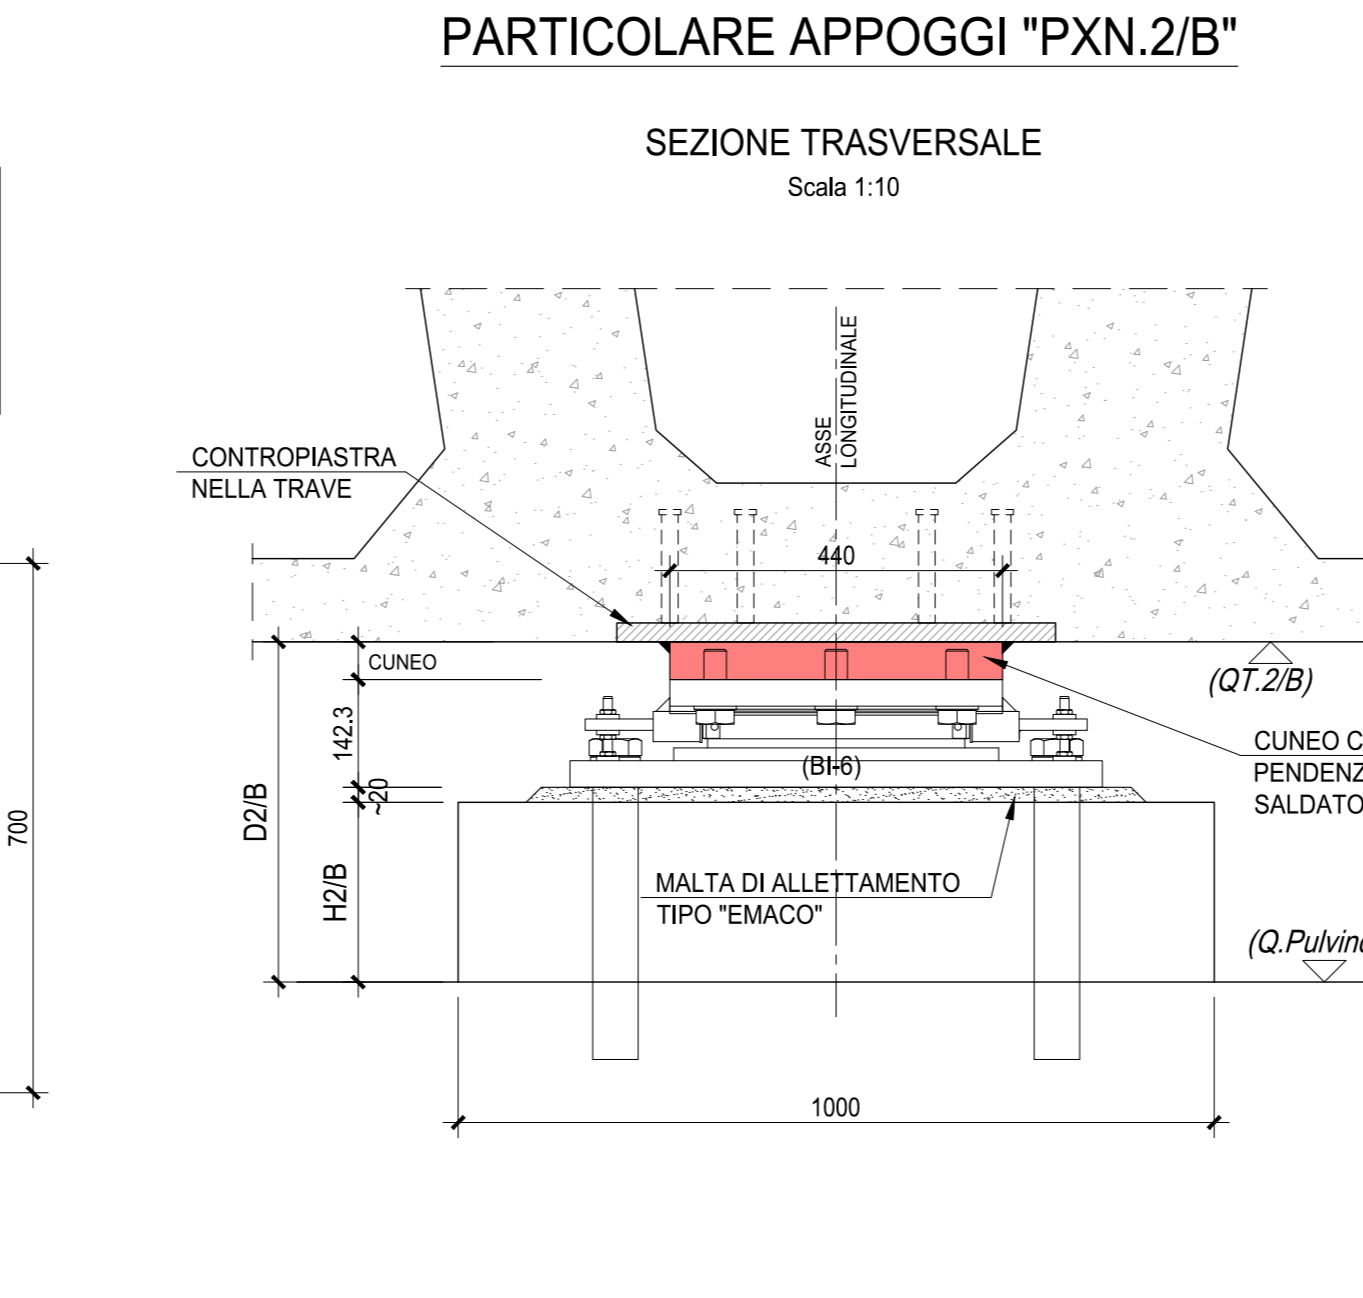 PARTICOLARE APPOGGI "PXN.2/B"
SEZIONE TRASVERSALE
Scala 1:10
ASSE
LONGITUDINALE
CONTROPIASTRA
NELLA TRAVE
440
CUNEO
(QT.2/B)
142.3
CUNEO C
PENDENZ
SALDATO
(BI-6)
~20
D2/B
700
H2/B
MALTA DI ALLETTAMENTO
TIPO "EMACO"
(Q.Pulvino
1000